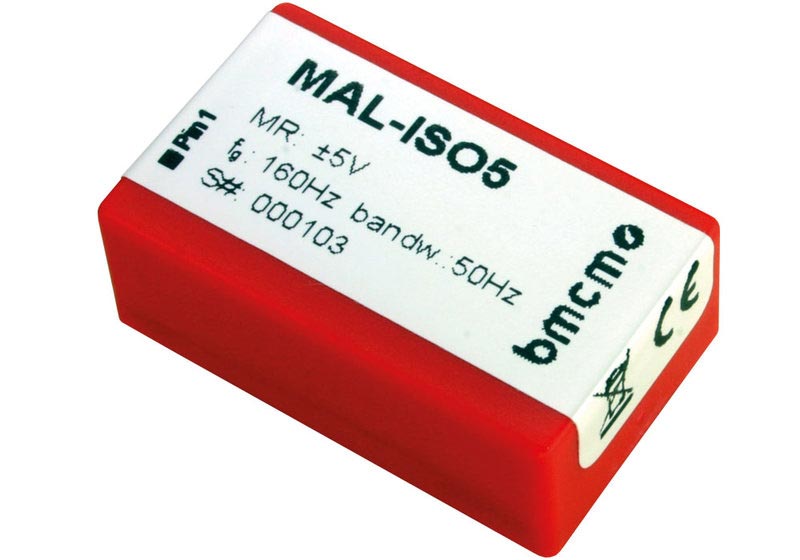 MAL-ISO5
MR: ±5V
fg.: 160Hz bandw.:50Hz
S#: 000103
Pin1
bmcm
CE